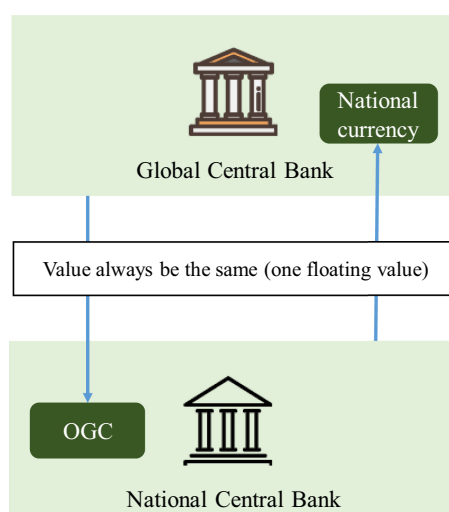 National
currency
Global Central Bank
Value always be the same (one floating value)
OGC
National Central Bank